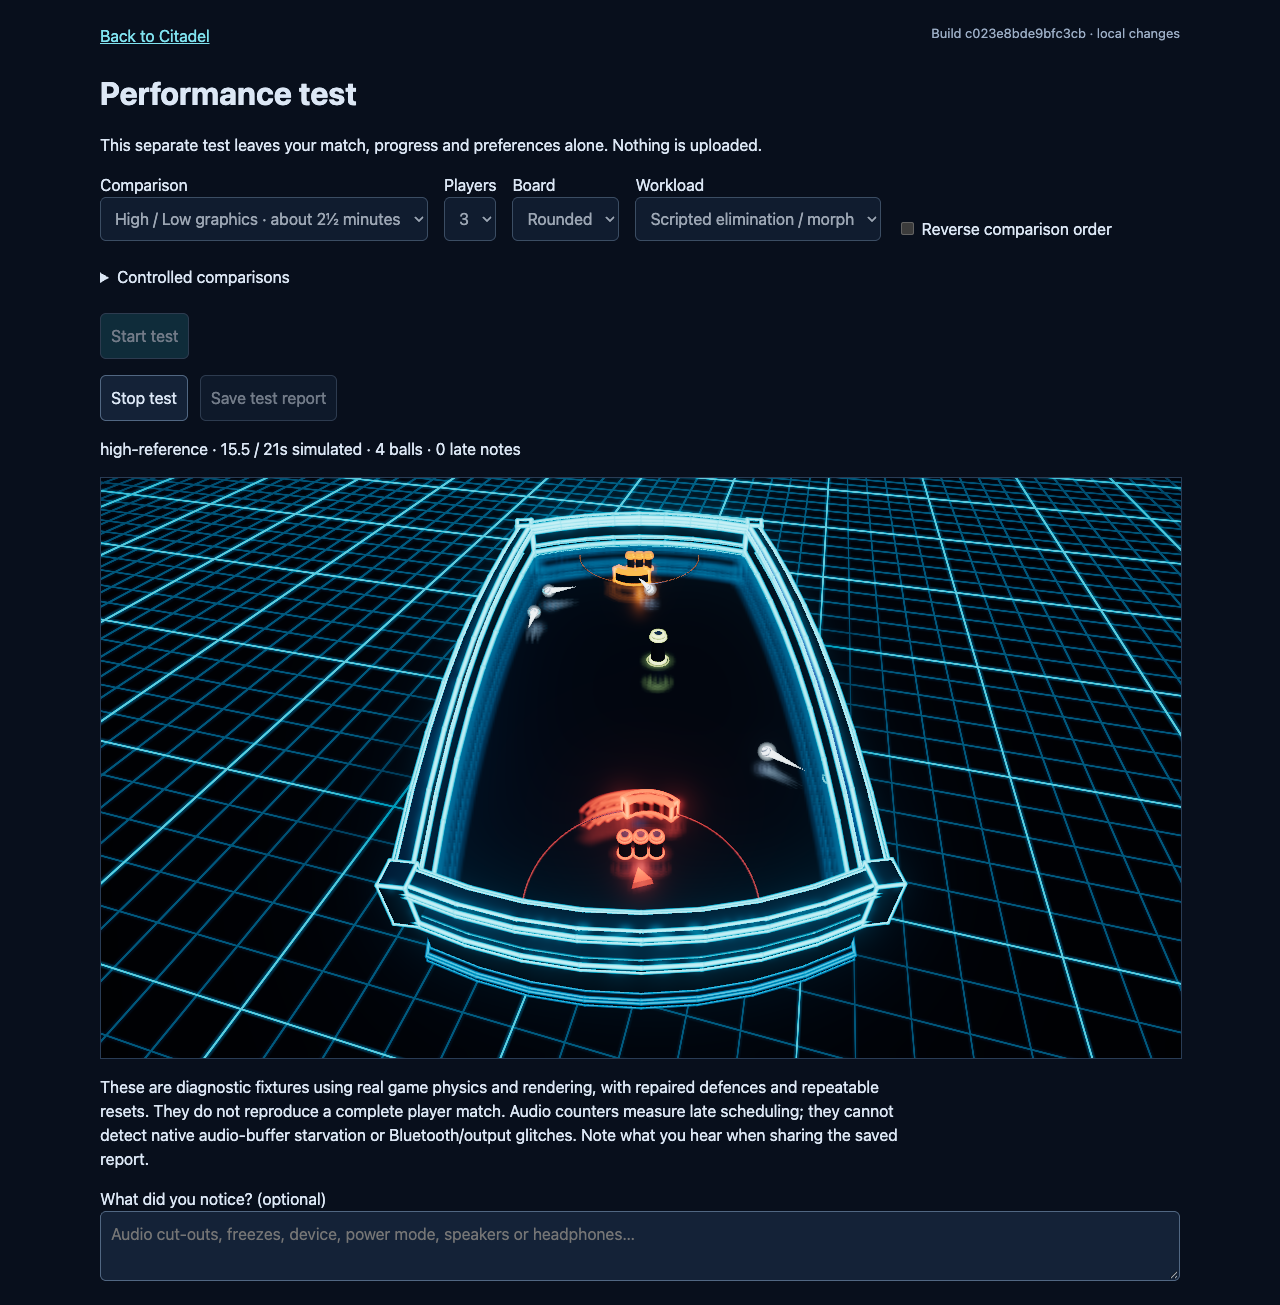 Back to Citadel
Build c023e8bde9bfc3cb · local changes
Performance test
This separate test leaves your match, progress and preferences alone. Nothing is uploaded.
Comparison
Players
Board
Workload
High / Low graphics · about 2½ minutes
3
Rounded
Scripted elimination / morph
Reverse comparison order
Controlled comparisons
Start test
Stop test
Save test report
high-reference · 15.5 / 21s simulated · 4 balls · 0 late notes
These are diagnostic fixtures using real game physics and rendering, with repaired defences and repeatable
resets. They do not reproduce a complete player match. Audio counters measure late scheduling; they cannot
detect native audio-buffer starvation or Bluetooth/output glitches. Note what you hear when sharing the saved
report.
What did you notice? (optional)
Audio cut-outs, freezes, device, power mode, speakers or headphones...